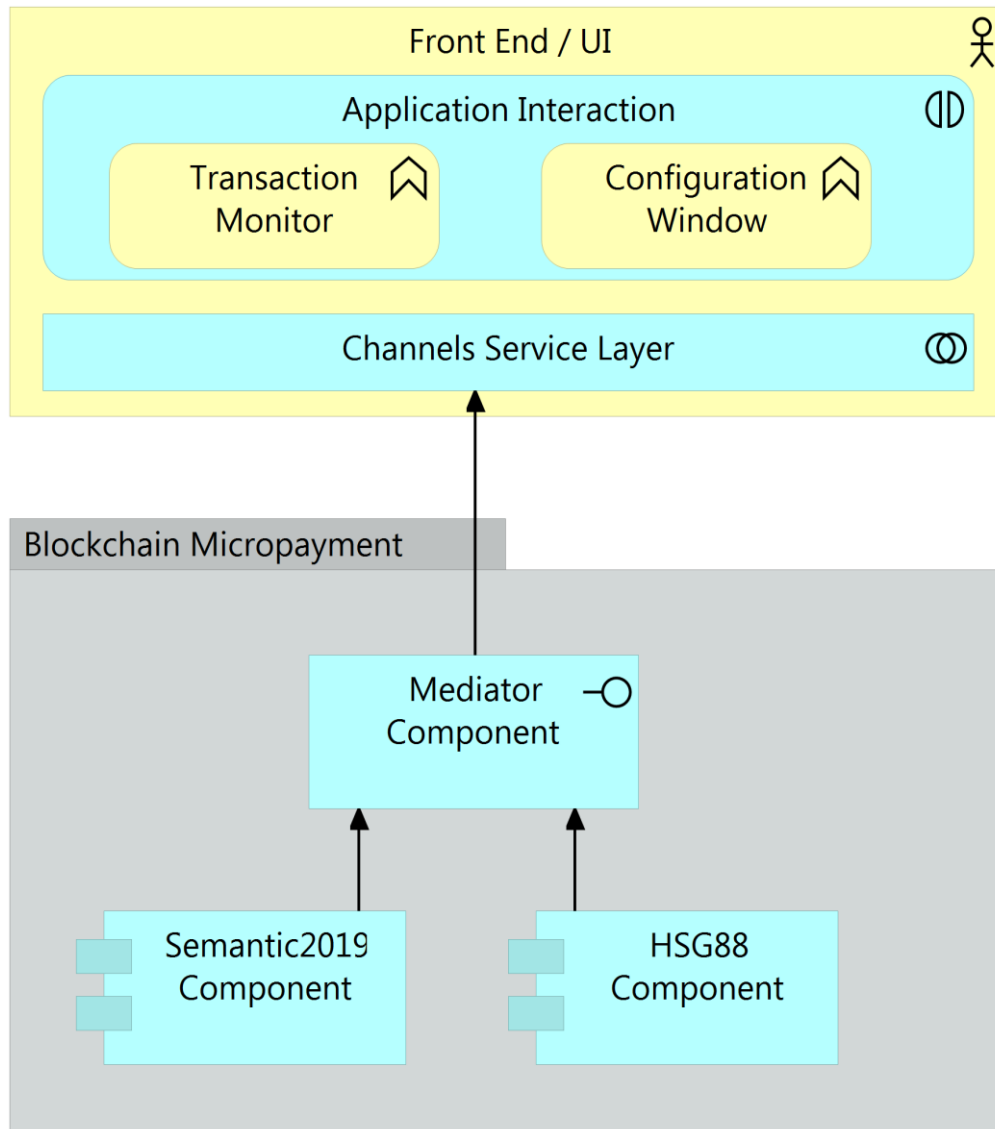 Front End / UI
Application Interaction
Transaction
Monitor
Configuration
Window
Channels Service Layer
Blockchain Micropayment
Mediator
Component
Semantic2019
Component
HSG88
Component